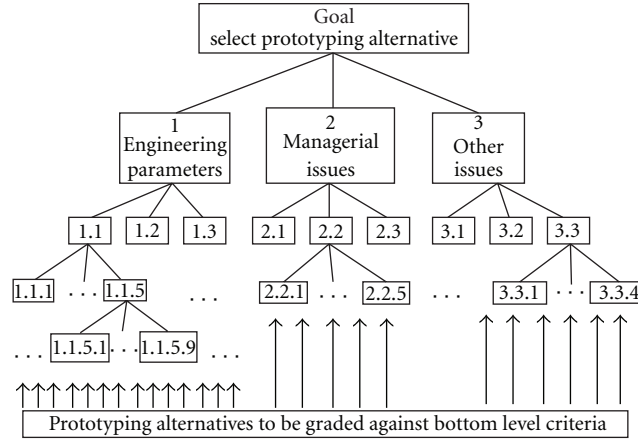 Goal
select prototyping alternative
1
Engineering
parameters
2
Managerial
issues
3
Other
issues
1.1
1.2
1.3
2.1
2.2
2.3
3.1
3.2
3.3
1.1.1
. . .
1.1.5
. . .
2.2.1
. . .
2.2.5
. . .
3.3.1
. . .
3.3.4
. . .
1.1.5.1
. . .
1.1.5.9
. . .
Prototyping alternatives to be graded against bottom level criteria